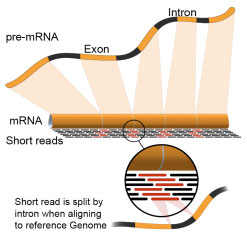 Intron
pre-mRNA
Exon
mRNA
Short reads
Short read is split by
intron when aligning
to reference Genome